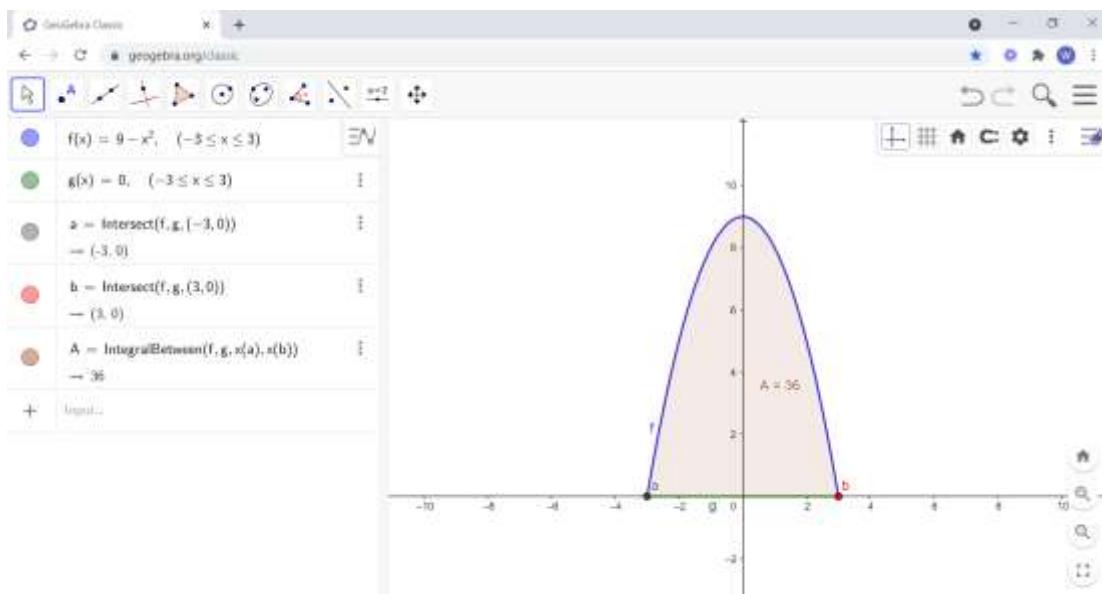 GeoGebra Classic
geogebra.org/classic
W
A
a=2
f(x) = 9 − x², (−3 ≤ x ≤ 3)
g(x) = 0, (−3 ≤ x ≤ 3)
a = Intersect(f, g, (−3, 0))
→ (-3, 0)
b = Intersect(f, g, (3, 0))
→ (3, 0)
A = IntegralBetween(f, g, x(a), x(b))
→ 36
Input...
10
8
6
4
A = 36
f
2
a
b
-10 -8 -6 -4 -2 g 0 2 4 6 8 10
-2